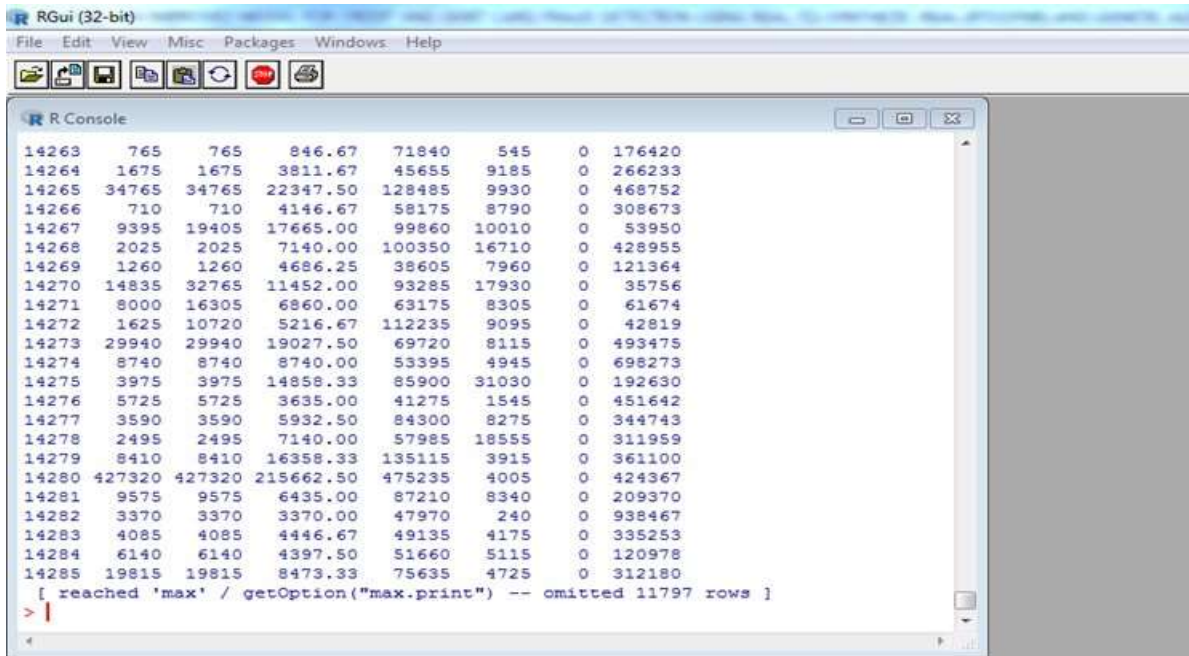 RGui (32-bit)
File Edit View Misc Packages Windows Help
STOP
R Console
14263 765 765 846.67 71840 545 0 176420
14264 1675 1675 3811.67 45655 9185 0 266233
14265 34765 34765 22347.50 128485 9930 0 468752
14266 710 710 4146.67 58175 8790 0 308673
14267 9395 19405 17665.00 99860 10010 0 53950
14268 2025 2025 7140.00 100350 16710 0 428955
14269 1260 1260 4686.25 38605 7960 0 121364
14270 14835 32765 11452.00 93285 17930 0 35756
14271 8000 16305 6860.00 63175 8305 0 61674
14272 1625 10720 5216.67 112235 9095 0 42819
14273 29940 29940 19027.50 69720 8115 0 493475
14274 8740 8740 8740.00 53395 4945 0 698273
14275 3975 3975 14858.33 85900 31030 0 192630
14276 5725 5725 3635.00 41275 1545 0 451642
14277 3590 3590 5932.50 84300 8275 0 344743
14278 2495 2495 7140.00 57985 18555 0 311959
14279 8410 8410 16358.33 135115 3915 0 361100
14280 427320 427320 215662.50 475235 4005 0 424367
14281 9575 9575 6435.00 87210 8340 0 209370
14282 3370 3370 3370.00 47970 240 0 938467
14283 4085 4085 4446.67 49135 4175 0 335253
14284 6140 6140 4397.50 51660 5115 0 120978
14285 19815 19815 8473.33 75635 4725 0 312180
[ reached 'max' / getOption("max.print") -- omitted 11797 rows ]
>